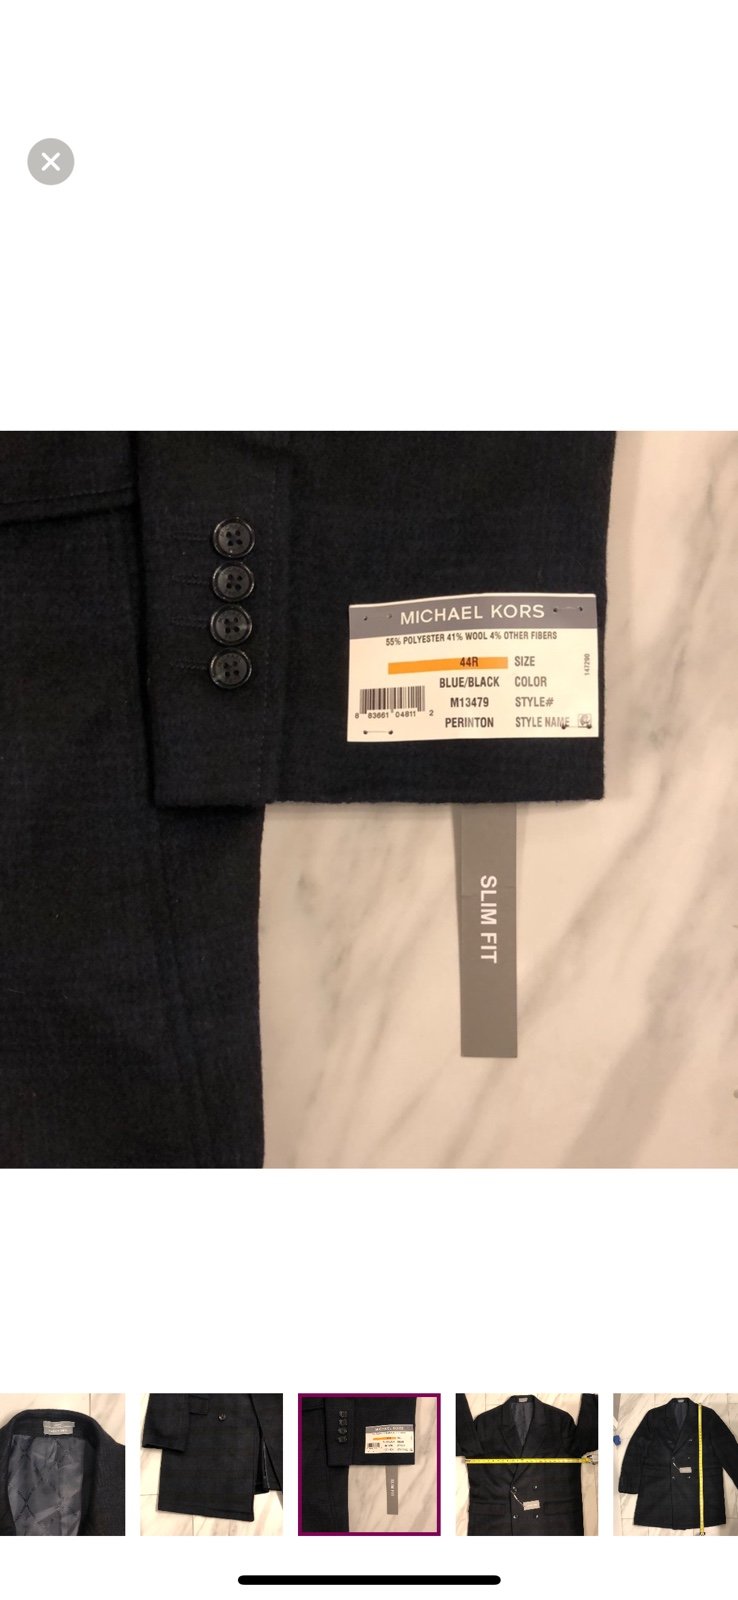 MICHAEL KORS
55% POLYESTER 41% WOOL 4% OTHER FIBERS
44R SIZE
BLUE/BLACK COLOR
M13479 STYLE#
PERINTON STYLE NAME
8 83661 04811 2
147290
SLIM FIT